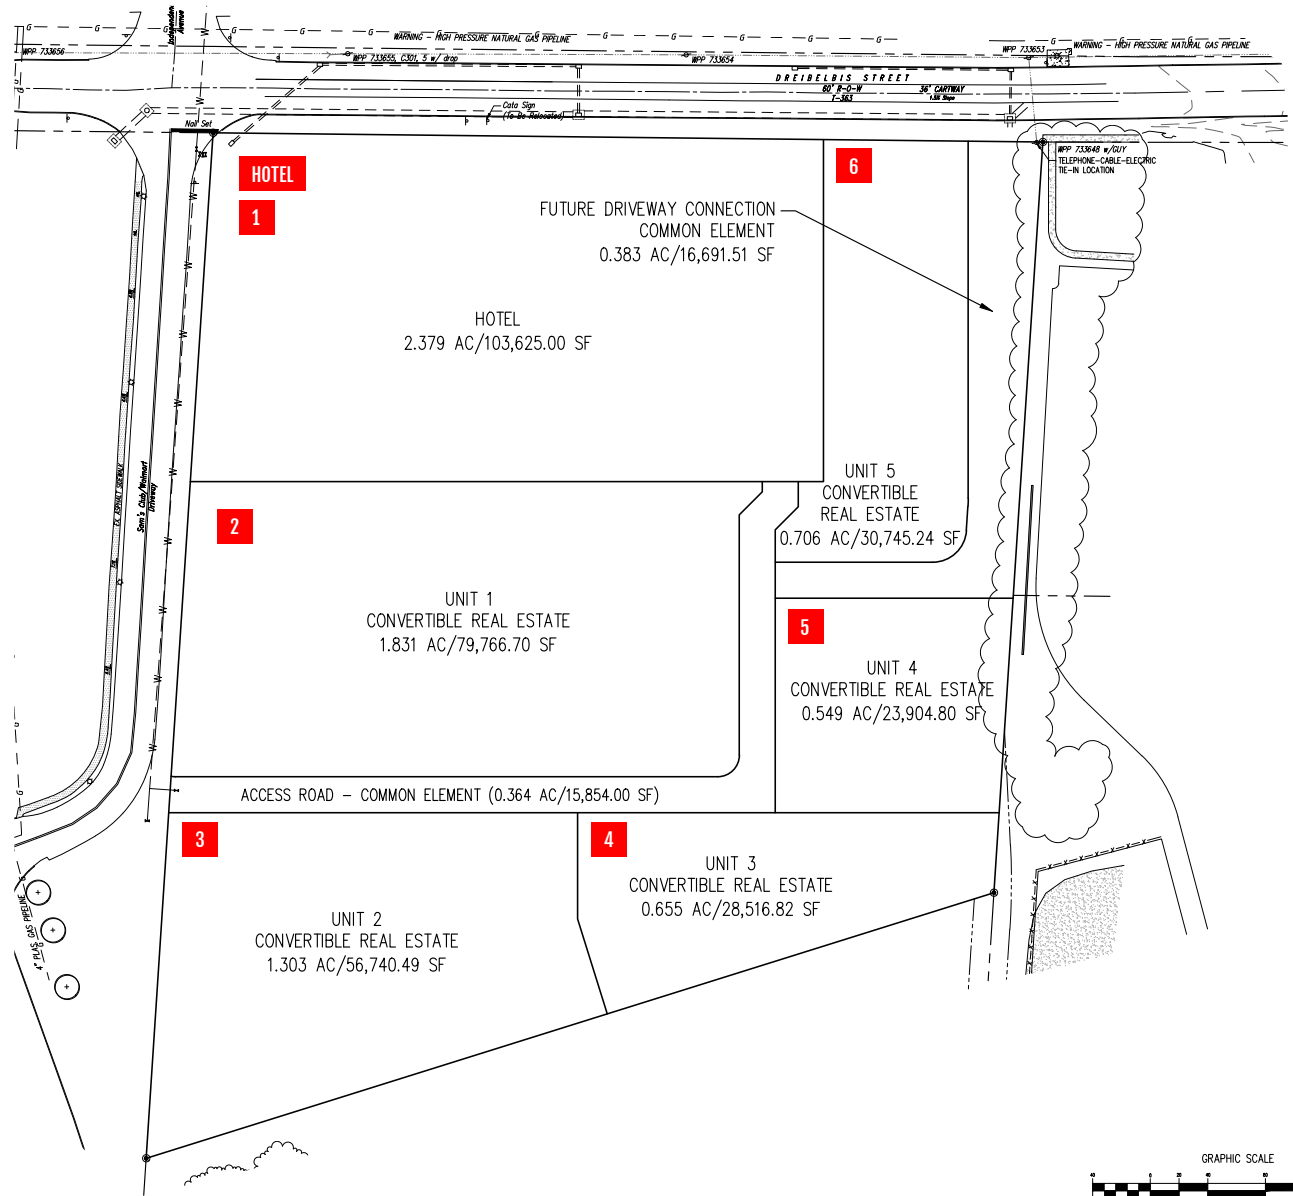 Independen
Avenue
WARNING - HIGH PRESSURE NATURAL GAS PIPELINE
WARNING - HIGH PRESSURE NATURAL GAS PIPELINE
WPP 733656
WPP 733655, C301, 5 w/ drop
WPP 733654
WPP 733653
DREIBELBIS STREET
60' R-O-W
36' CARTWAY
T-363
Cata Sign
(To Be Relocated)
Nail Set
WPP 733648 w/GUY
TELEPHONE-CABLE-ELECTRIC
TIE-IN LOCATION
HOTEL
1
6
FUTURE DRIVEWAY CONNECTION
COMMON ELEMENT
0.383 AC/16,691.51 SF
HOTEL
2.379 AC/103,625.00 SF
UNIT 5
CONVERTIBLE
REAL ESTATE
0.706 AC/30,745.24 SF
EX. ASPHALT SIDEWALK
Sam's Club/Walmart
Driveway
2
UNIT 1
CONVERTIBLE REAL ESTATE
1.831 AC/79,766.70 SF
5
UNIT 4
CONVERTIBLE REAL ESTATE
0.549 AC/23,904.80 SF
ACCESS ROAD - COMMON ELEMENT (0.364 AC/15,854.00 SF)
3
4
UNIT 3
CONVERTIBLE REAL ESTATE
0.655 AC/28,516.82 SF
UNIT 2
CONVERTIBLE REAL ESTATE
1.303 AC/56,740.49 SF
4" PLAS GAS PIPELINE
GRAPHIC SCALE